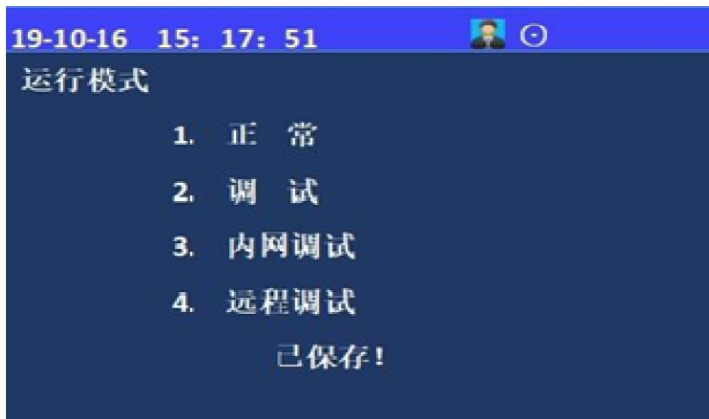 19-10-16 15：17：51
运行模式
1. 正 常
2. 调 试
3. 内网调试
4. 远程调试
已保存！